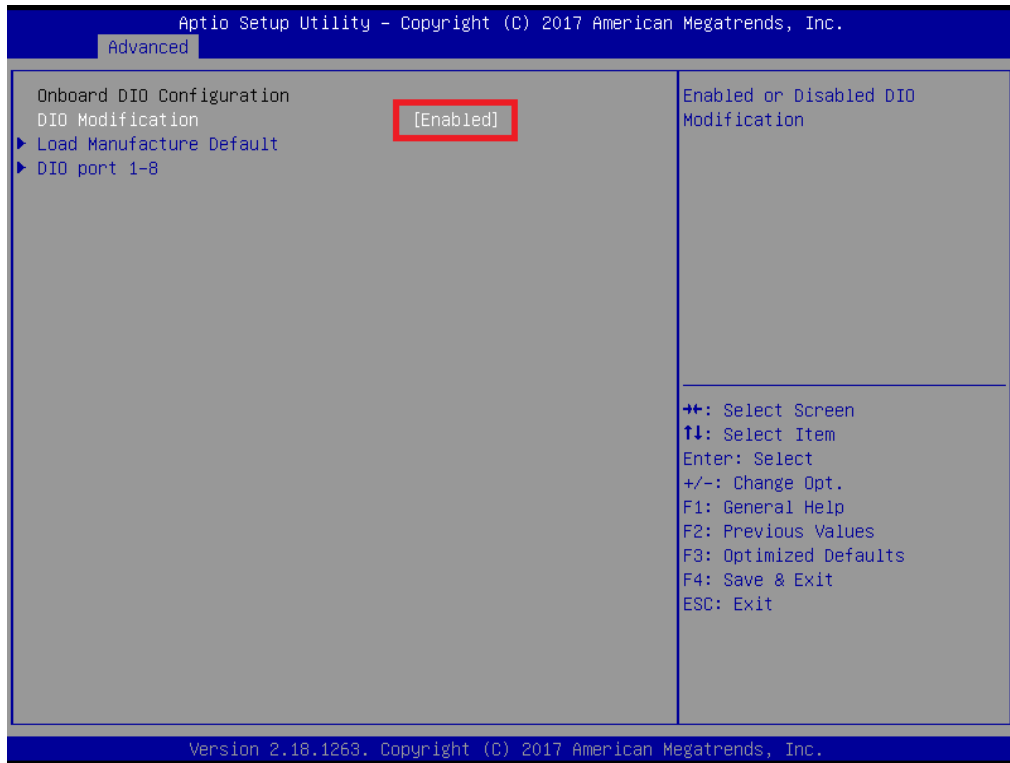 Aptio Setup Utility – Copyright (C) 2017 American Megatrends, Inc.
Advanced
Onboard DIO Configuration
DIO Modification [Enabled]
▶ Load Manufacture Default
▶ DIO port 1-8
Enabled or Disabled DIO
Modification
→←: Select Screen
↑↓: Select Item
Enter: Select
+/-: Change Opt.
F1: General Help
F2: Previous Values
F3: Optimized Defaults
F4: Save & Exit
ESC: Exit
Version 2.18.1263. Copyright (C) 2017 American Megatrends, Inc.